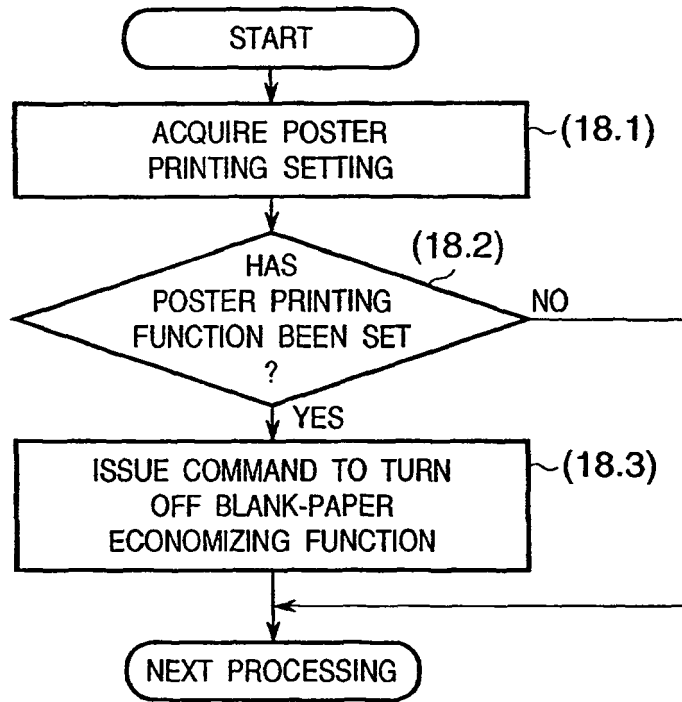 START
ACQUIRE POSTER
PRINTING SETTING
(18.1)
(18.2)
HAS
POSTER PRINTING
FUNCTION BEEN SET
?
NO
YES
ISSUE COMMAND TO TURN
OFF BLANK-PAPER
ECONOMIZING FUNCTION
(18.3)
NEXT PROCESSING